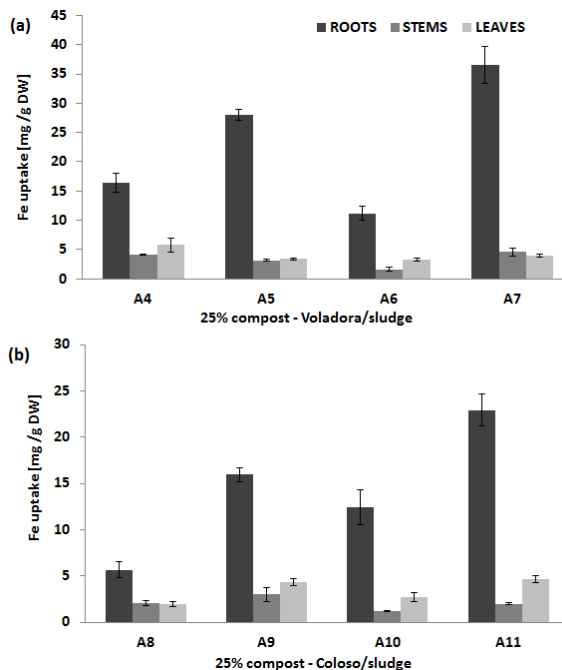 (a)
ROOTS STEMS LEAVES
Fe uptake [mg /g DW]
45
40
35
30
25
20
15
10
5
0
A4 A5 A6 A7
25% compost - Voladora/sludge
(b)
Fe uptake [mg /g DW]
30
25
20
15
10
5
0
A8 A9 A10 A11
25% compost - Coloso/sludge